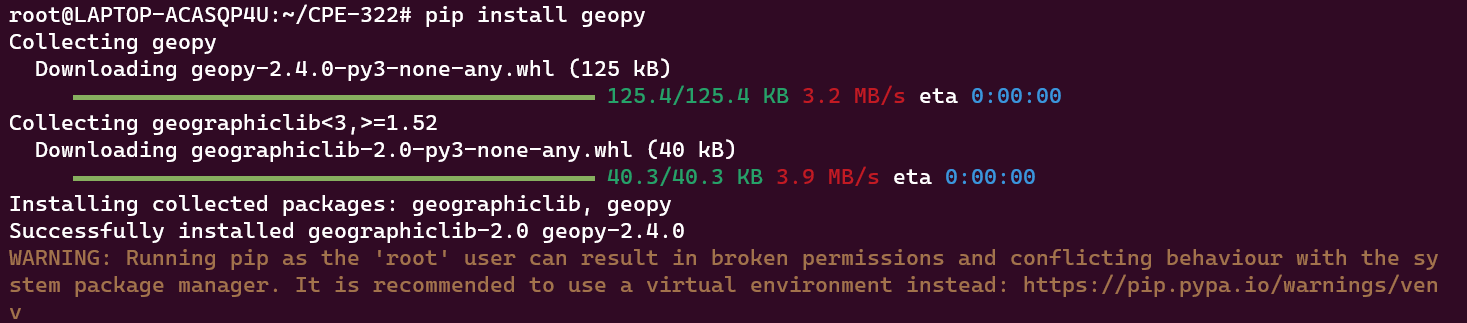 root@LAPTOP-ACASQP4U:~/CPE-322# pip install geopy
Collecting geopy
  Downloading geopy-2.4.0-py3-none-any.whl (125 kB)
125.4/125.4 KB 3.2 MB/s eta 0:00:00
Collecting geographiclib<3,>=1.52
  Downloading geographiclib-2.0-py3-none-any.whl (40 kB)
40.3/40.3 KB 3.9 MB/s eta 0:00:00
Installing collected packages: geographiclib, geopy
Successfully installed geographiclib-2.0 geopy-2.4.0
WARNING: Running pip as the 'root' user can result in broken permissions and conflicting behaviour with the sy
stem package manager. It is recommended to use a virtual environment instead: https://pip.pypa.io/warnings/ven
v